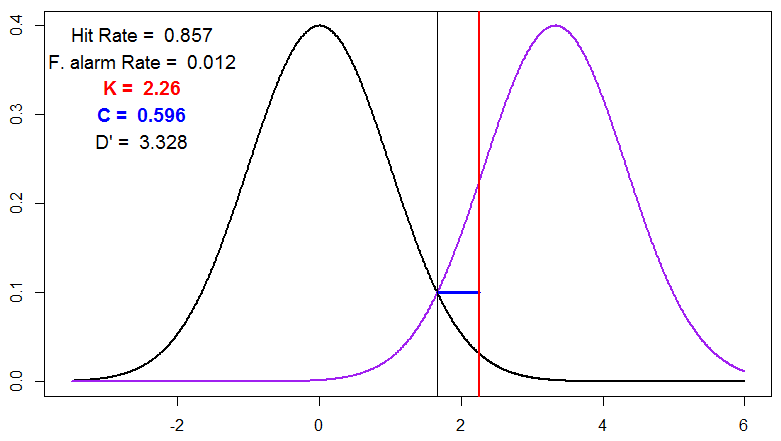 Hit Rate = 0.857
F. alarm Rate = 0.012
K = 2.26
C = 0.596
D' = 3.328
0.4
0.3
0.2
0.1
0.0
-2 0 2 4 6